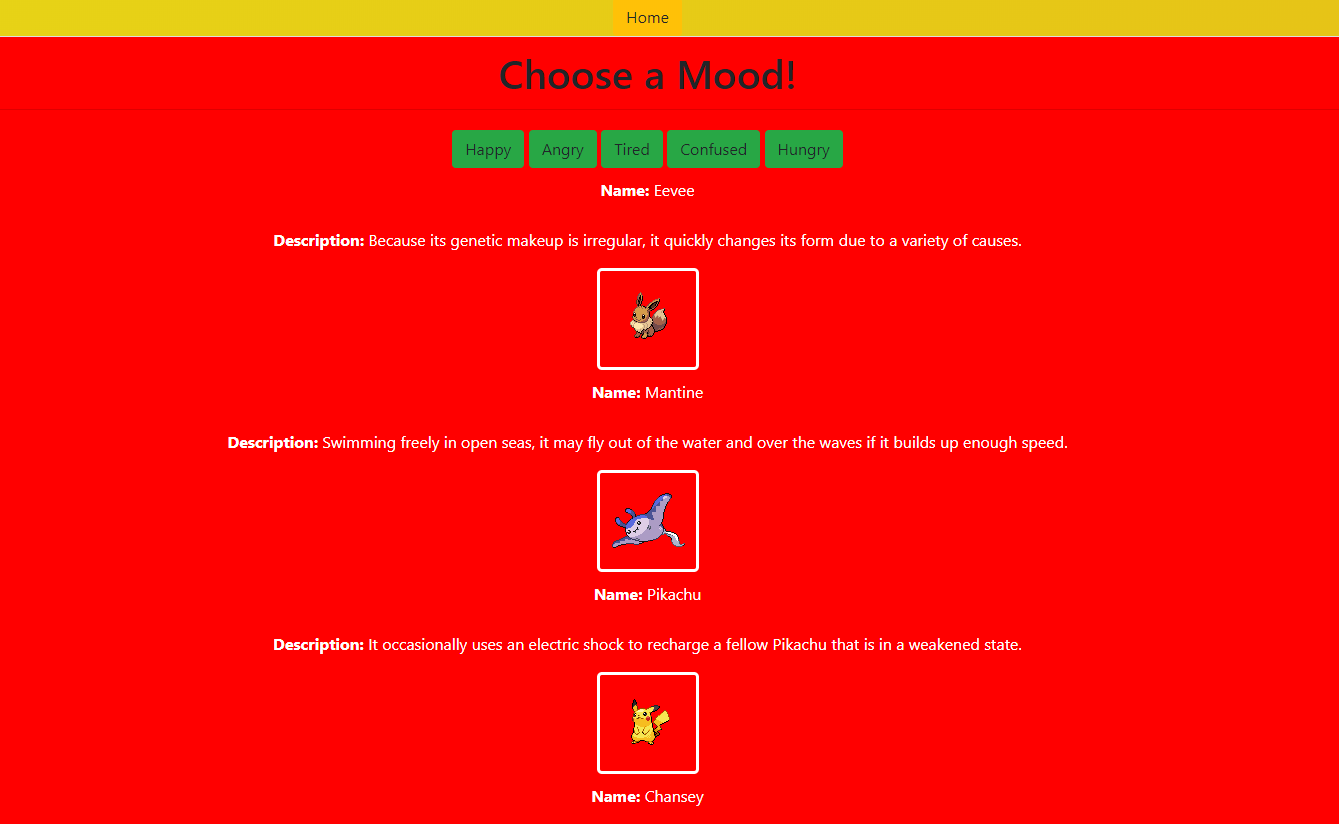 Home
Choose a Mood!
Happy Angry Tired Confused Hungry
Name: Eevee
Description: Because its genetic makeup is irregular, it quickly changes its form due to a variety of causes.
Name: Mantine
Description: Swimming freely in open seas, it may fly out of the water and over the waves if it builds up enough speed.
Name: Pikachu
Description: It occasionally uses an electric shock to recharge a fellow Pikachu that is in a weakened state.
Name: Chansey